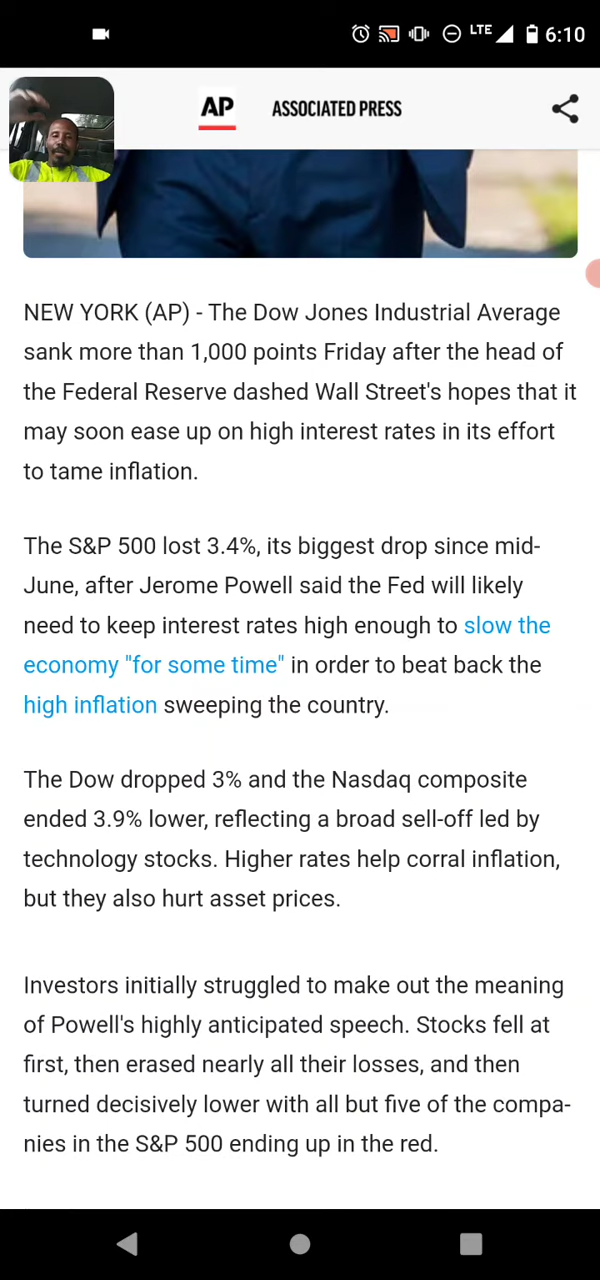 LTE 6:10
AP ASSOCIATED PRESS
NEW YORK (AP) - The Dow Jones Industrial Average
sank more than 1,000 points Friday after the head of
the Federal Reserve dashed Wall Street's hopes that it
may soon ease up on high interest rates in its effort
to tame inflation.
The S&P 500 lost 3.4%, its biggest drop since mid-
June, after Jerome Powell said the Fed will likely
need to keep interest rates high enough to slow the
economy "for some time" in order to beat back the
high inflation sweeping the country.
The Dow dropped 3% and the Nasdaq composite
ended 3.9% lower, reflecting a broad sell-off led by
technology stocks. Higher rates help corral inflation,
but they also hurt asset prices.
Investors initially struggled to make out the meaning
of Powell's highly anticipated speech. Stocks fell at
first, then erased nearly all their losses, and then
turned decisively lower with all but five of the compa-
nies in the S&P 500 ending up in the red.